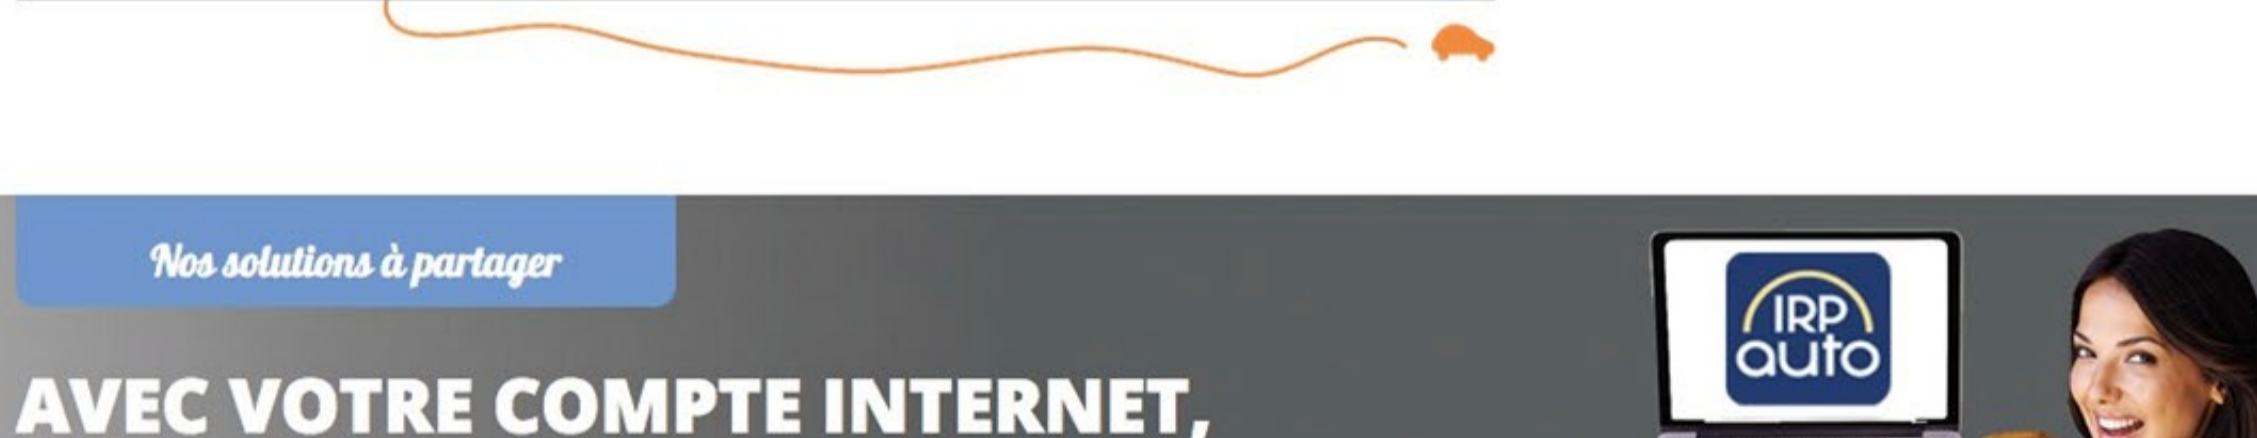 Nos solutions à partager
IRP
auto
AVEC VOTRE COMPTE INTERNET,